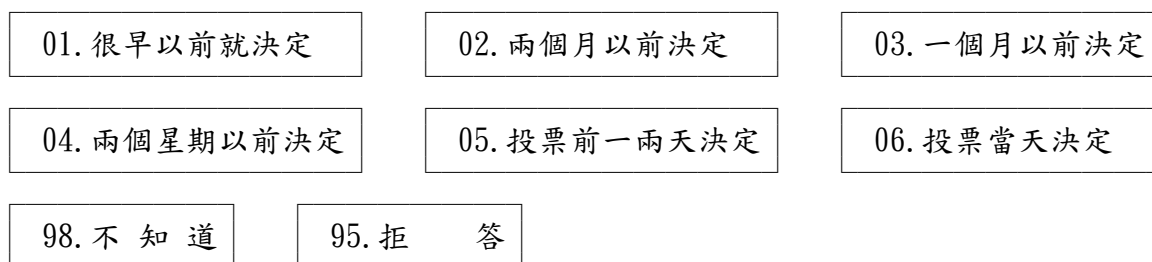 01.很早以前就決定 02.兩個月以前決定 03.一個月以前決定
04.兩個星期以前決定 05.投票前一兩天決定 06.投票當天決定
98.不 知 道 95.拒 答